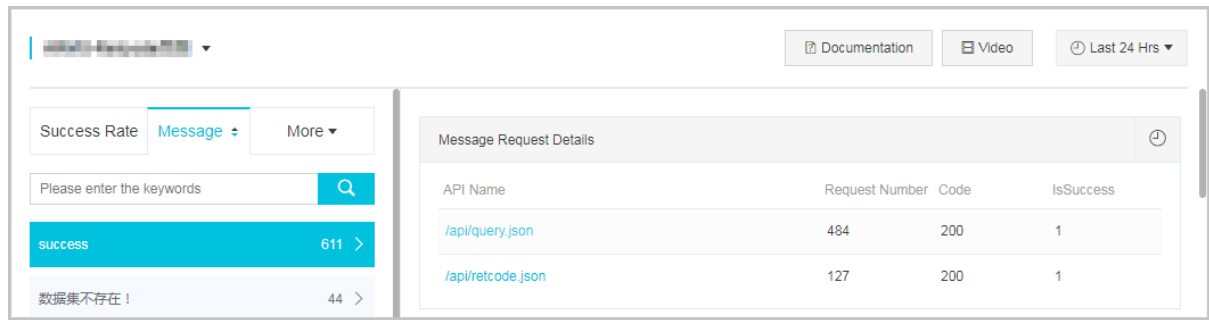 Documentation
Video
Last 24 Hrs
Success Rate
Message
More
Please enter the keywords
success 611
数据集不存在！ 44
Message Request Details
API Name Request Number Code IsSuccess
/api/query.json 484 200 1
/api/retcode.json 127 200 1